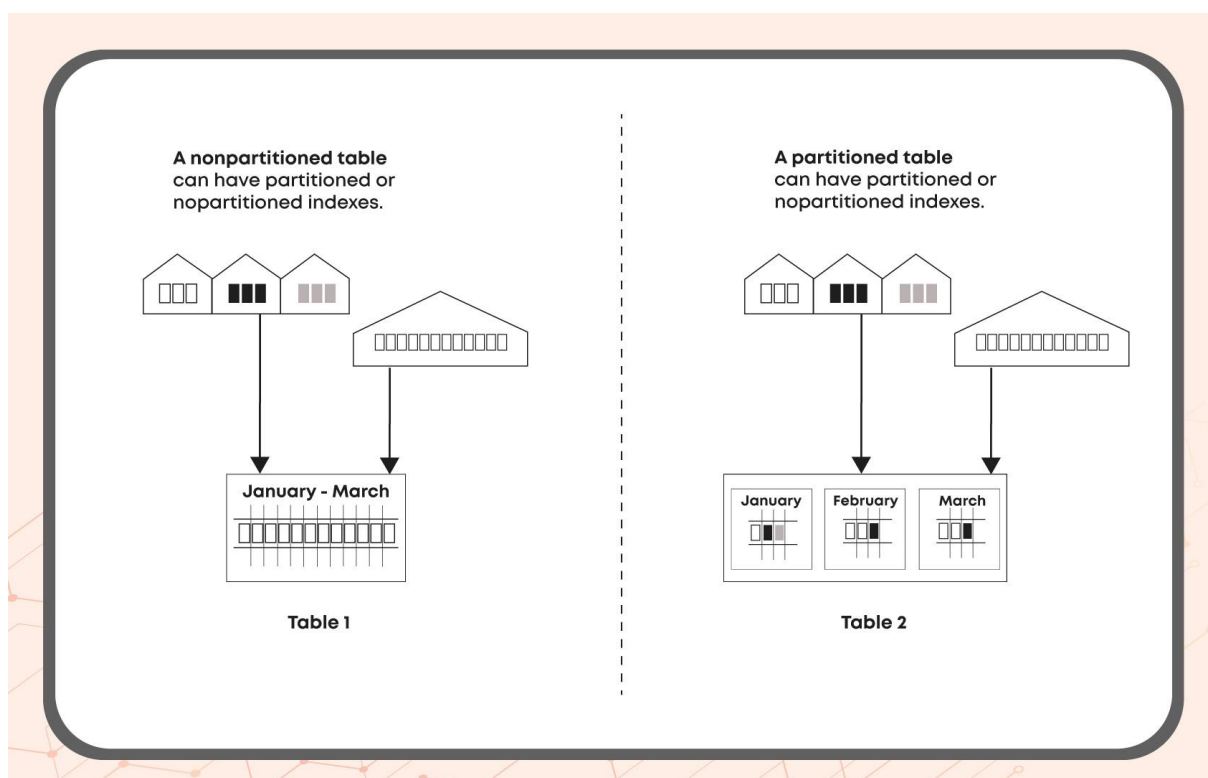 A nonpartitioned table
can have partitioned or
nopartitioned indexes.
January - March
Table 1
A partitioned table
can have partitioned or
nopartitioned indexes.
January
February
March
Table 2